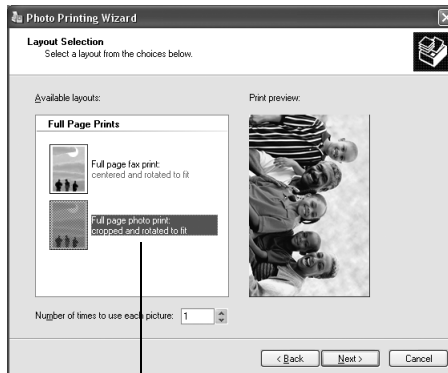 Photo Printing Wizard
Layout Selection
Select a layout from the choices below.
Available layouts:
Print preview:
Full Page Prints
Full page fax print:
centered and rotated to fit
Full page photo print:
cropped and rotated to fit
Number of times to use each picture: 1
< Back
Next >
Cancel